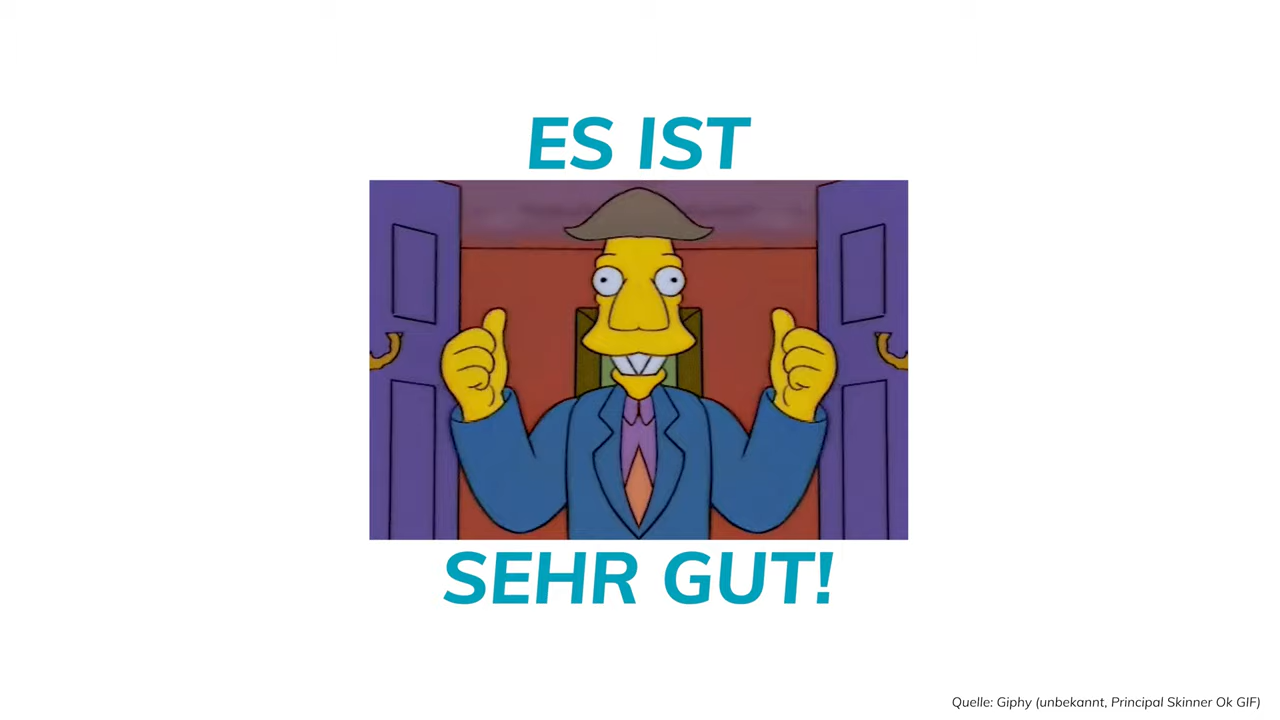 ES IST
SEHR GUT!
Quelle: Giphy (unbekannt, Principal Skinner Ok GIF)